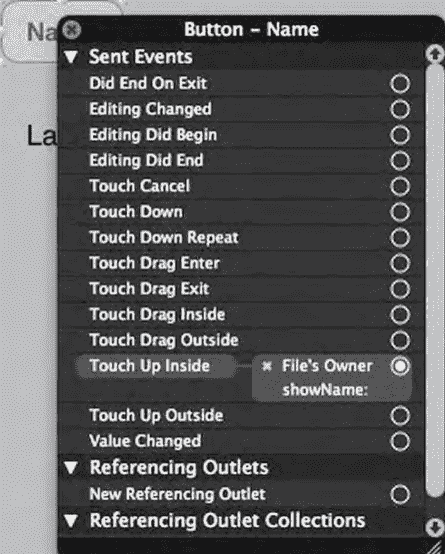 Na
Button – Name
Sent Events
Did End On Exit
Editing Changed
Editing Did Begin
Editing Did End
La
Touch Cancel
Touch Down
Touch Down Repeat
Touch Drag Enter
Touch Drag Exit
Touch Drag Inside
Touch Drag Outside
Touch Up Inside
File's Owner
showName:
Touch Up Outside
Value Changed
Referencing Outlets
New Referencing Outlet
Referencing Outlet Collections